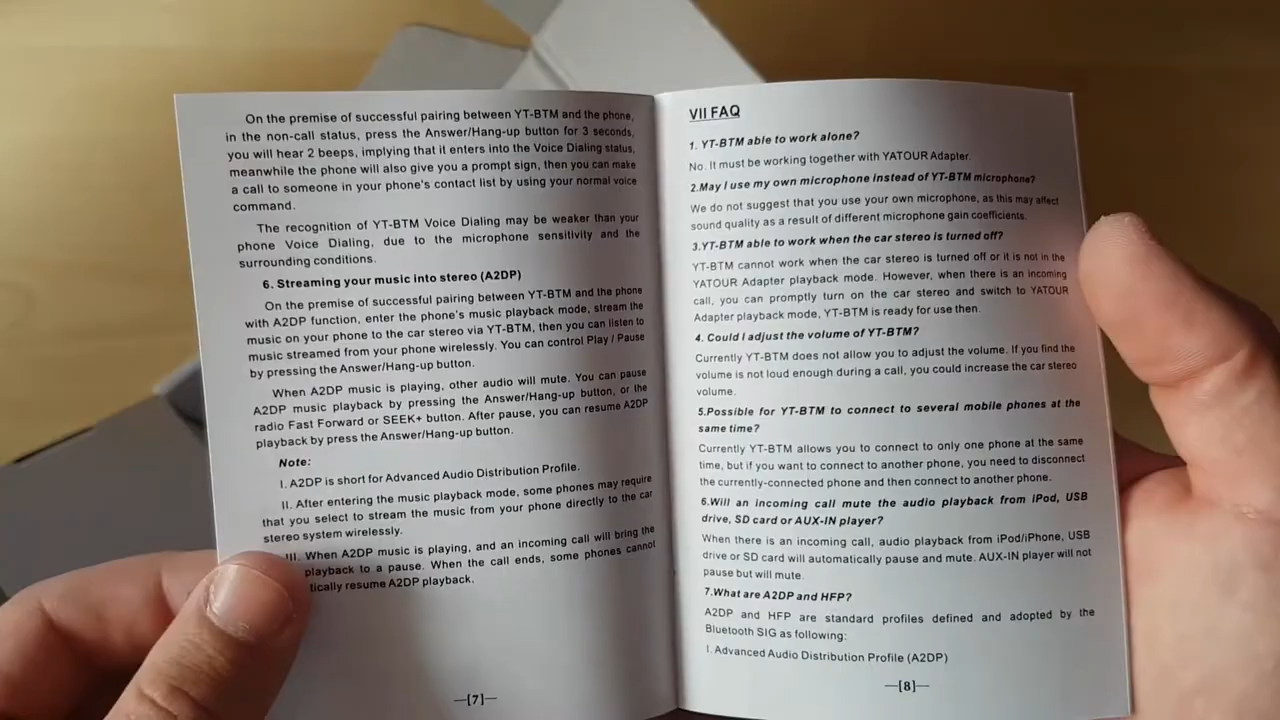 On the premise of successful pairing between YT-BTM and the phone,
in the non-call status, press the Answer/Hang-up button for 3 seconds,
you will hear 2 beeps, implying that it enters into the Voice Dialing status,
meanwhile the phone will also give you a prompt sign, then you can make
a call to someone in your phone's contact list by using your normal voice
command.
The recognition of YT-BTM Voice Dialing may be weaker than your
phone Voice Dialing, due to the microphone sensitivity and the
surrounding conditions.
6. Streaming your music into stereo (A2DP)
On the premise of successful pairing between YT-BTM and the phone
with A2DP function, enter the phone's music playback mode, stream the
music on your phone to the car stereo via YT-BTM, then you can listen to
music streamed from your phone wirelessly. You can control Play / Pause
by pressing the Answer/Hang-up button.
When A2DP music is playing, other audio will mute. You can pause
A2DP music playback by pressing the Answer/Hang-up button, or the
radio Fast Forward or SEEK+ button. After pause, you can resume A2DP
playback by press the Answer/Hang-up button.
Note:
I. A2DP is short for Advanced Audio Distribution Profile.
II. After entering the music playback mode, some phones may require
that you select to stream the music from your phone directly to the car
stereo system wirelessly.
III. When A2DP music is playing, and an incoming call will bring the
playback to a pause. When the call ends, some phones cannot
tically resume A2DP playback.
—[7]—
VII FAQ
1. YT-BTM able to work alone?
No. It must be working together with YATOUR Adapter.
2.May I use my own microphone instead of YT-BTM microphone?
We do not suggest that you use your own microphone, as this may affect
sound quality as a result of different microphone gain coefficients.
3.YT-BTM able to work when the car stereo is turned off?
YT-BTM cannot work when the car stereo is turned off or it is not in the
YATOUR Adapter playback mode. However, when there is an incoming
call, you can promptly turn on the car stereo and switch to YATOUR
Adapter playback mode, YT-BTM is ready for use then.
4. Could I adjust the volume of YT-BTM?
Currently YT-BTM does not allow you to adjust the volume. If you find the
volume is not loud enough during a call, you could increase the car stereo
volume.
5.Possible for YT-BTM to connect to several mobile phones at the
same time?
Currently YT-BTM allows you to connect to only one phone at the same
time, but if you want to connect to another phone, you need to disconnect
the currently-connected phone and then connect to another phone.
6.Will an incoming call mute the audio playback from iPod, USB
drive, SD card or AUX-IN player?
When there is an incoming call, audio playback from iPod/iPhone, USB
drive or SD card will automatically pause and mute. AUX-IN player will not
pause but will mute.
7.What are A2DP and HFP?
A2DP and HFP are standard profiles defined and adopted by the
Bluetooth SIG as following:
I. Advanced Audio Distribution Profile (A2DP)
—[8]—